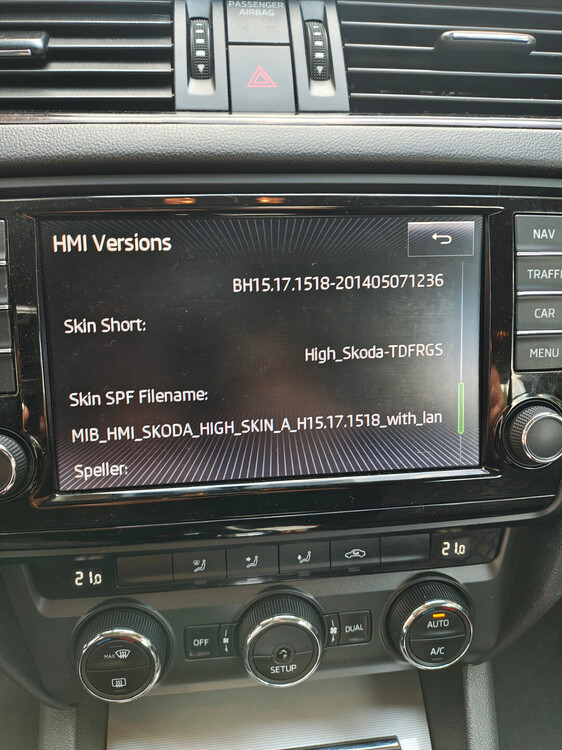 PASSENGER
AIRBAG
HMI Versions
BH15.17.1518-201405071236
Skin Short:
High_Skoda-TDFRGS
Skin SPF Filename:
MIB_HMI_SKODA_HIGH_SKIN_A_H15.17.1518_with_lan
Speller:
NAV
TRAFFI
CAR
MENU
21.0
21.0
OFF
DUAL
AUTO
A/C
MAX
SETUP